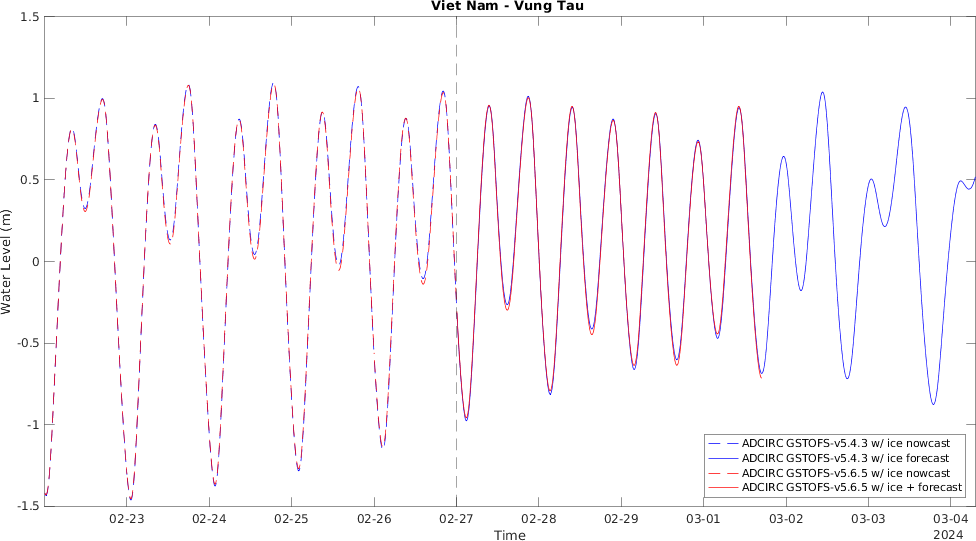 Viet Nam - Vung Tau
1.5
1
0.5
0
-0.5
-1
-1.5
Water Level (m)
02-23 02-24 02-25 02-26 02-27 02-28 02-29 03-01 03-02 03-03 03-04
2024
Time
ADCIRC GSTOFS-v5.4.3 w/ ice nowcast
ADCIRC GSTOFS-v5.4.3 w/ ice forecast
ADCIRC GSTOFS-v5.6.5 w/ ice nowcast
ADCIRC GSTOFS-v5.6.5 w/ ice + forecast